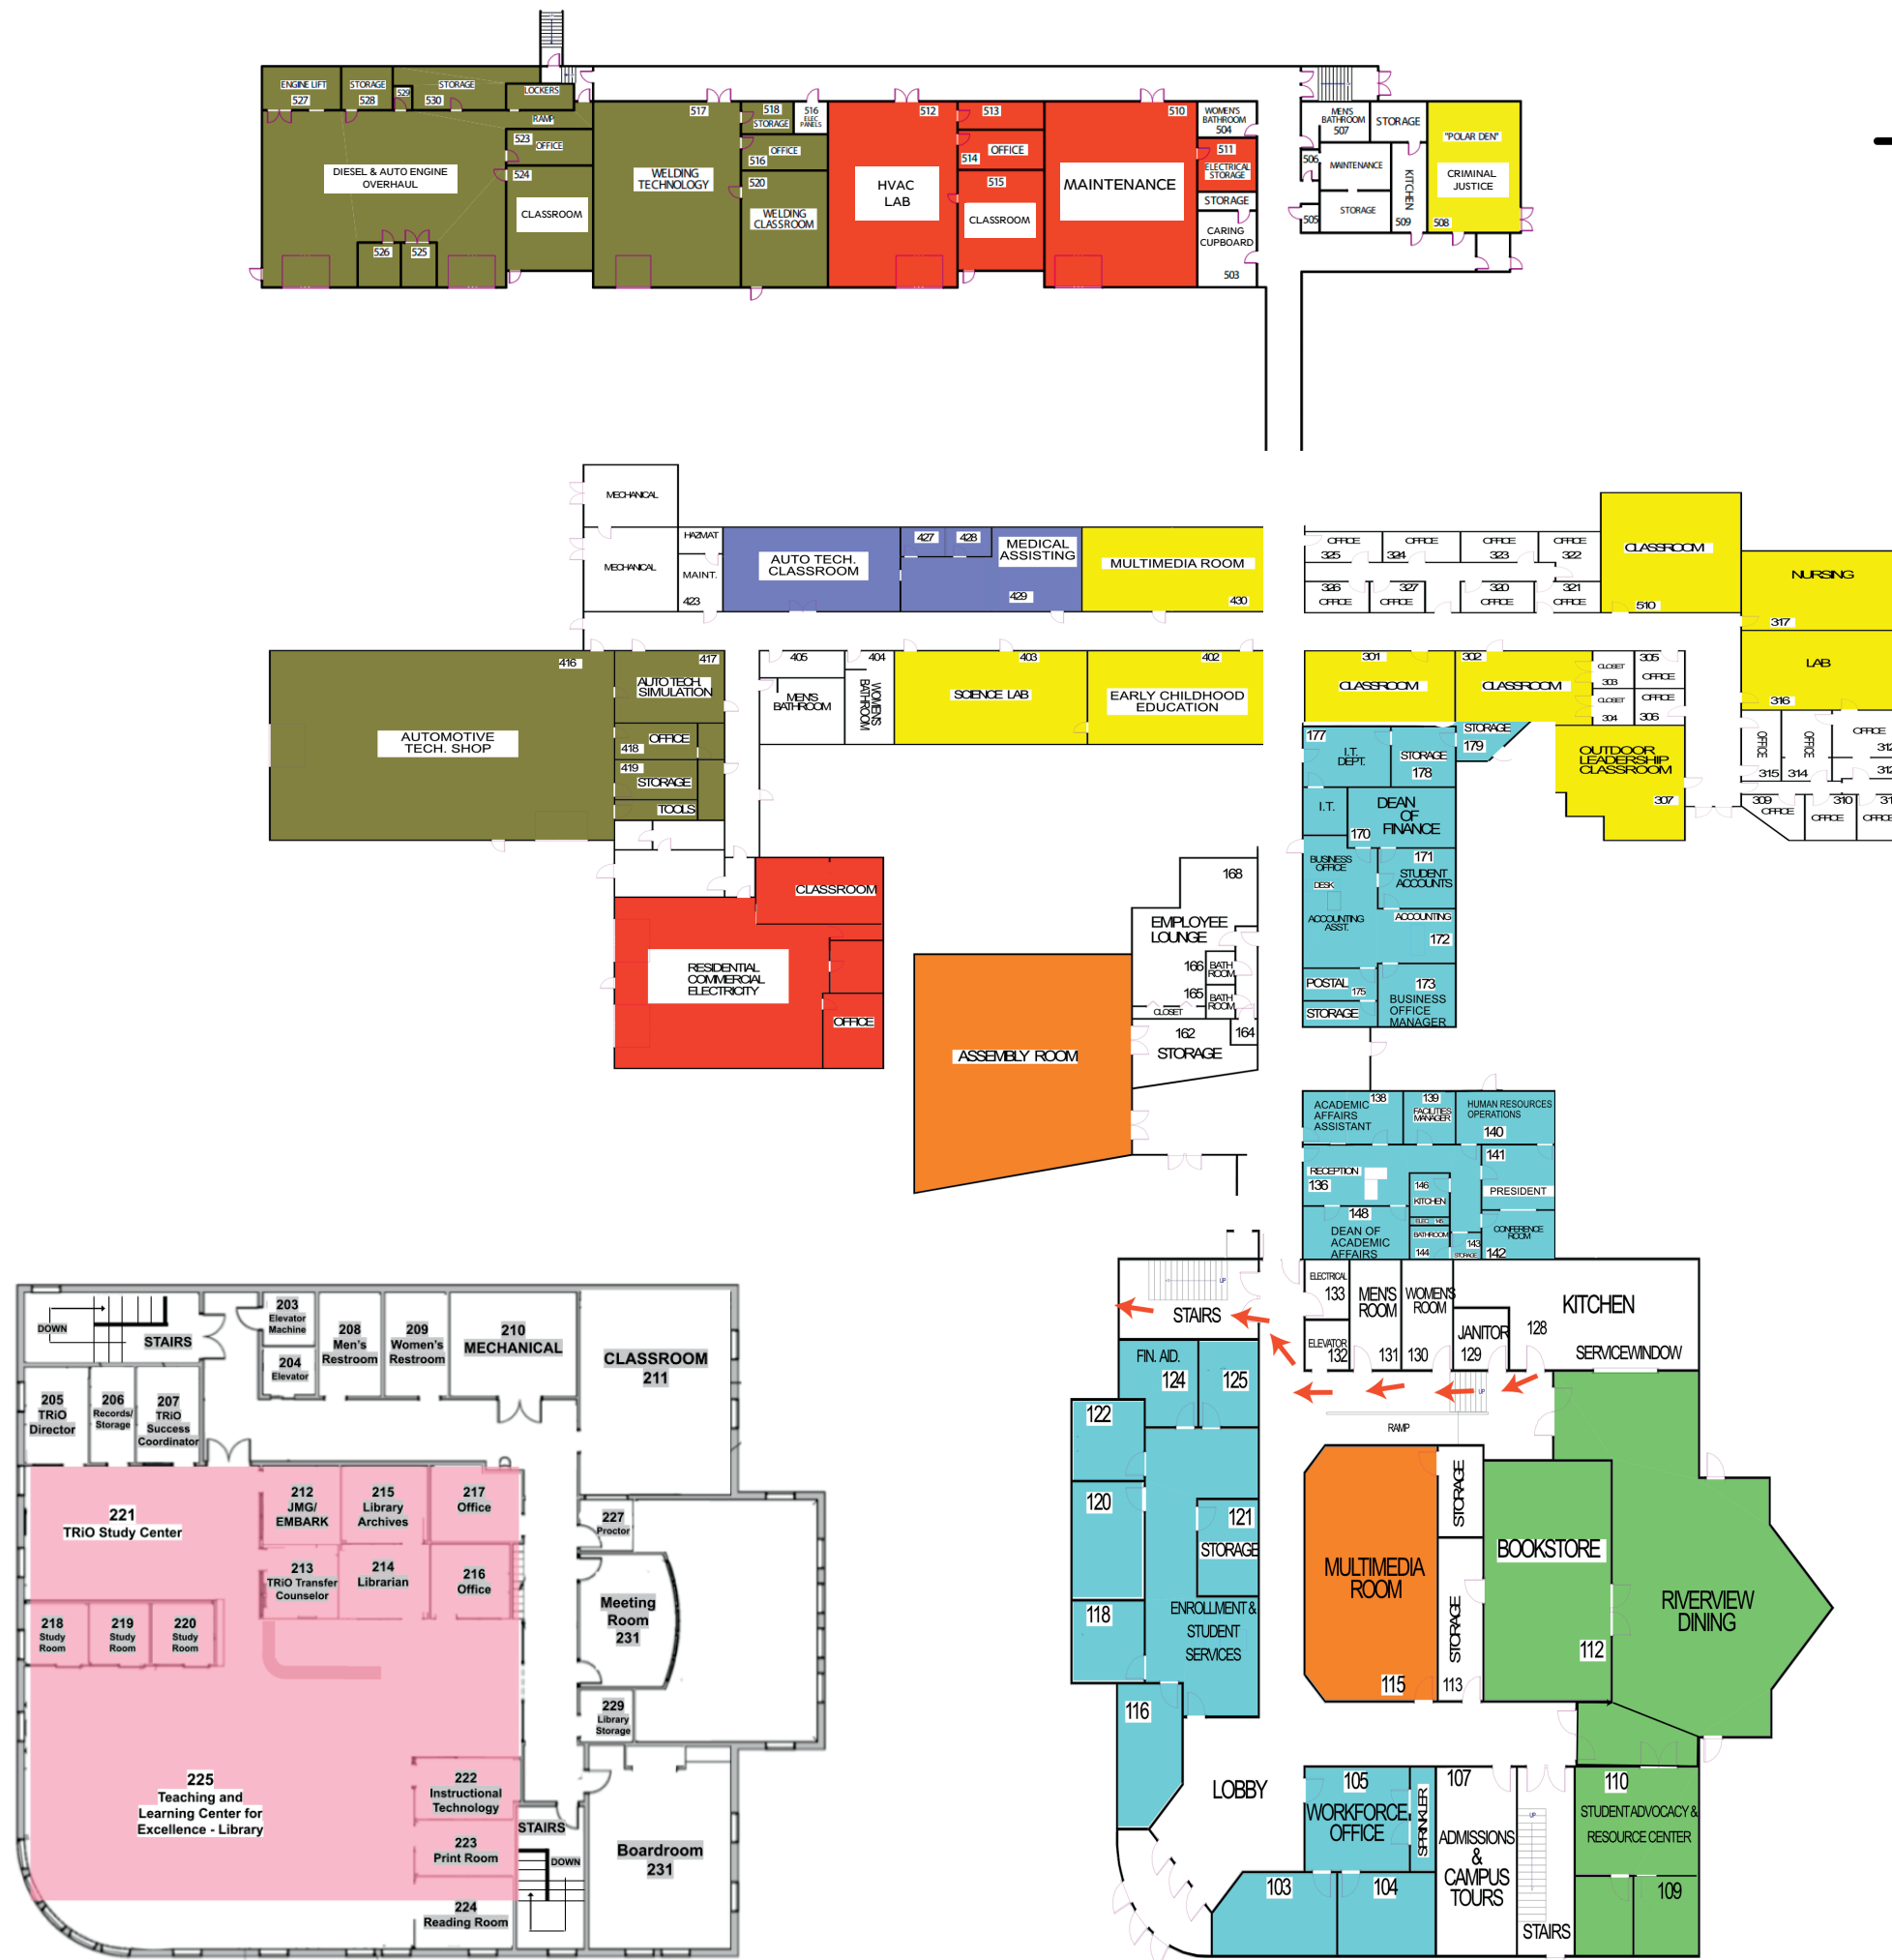 ENGINE LIFT
527
STORAGE
528
529
STORAGE
530
LOCKERS
RAMP
523
OFFICE
524
CLASSROOM
DIESEL & AUTO ENGINE
OVERHAUL
526
525
517
WELDING
TECHNOLOGY
518
STORAGE
516
ELEC
PANELS
OFFICE
516
520
WELDING
CLASSROOM
512
HVAC
LAB
513
OFFICE
514
515
CLASSROOM
510
MAINTENANCE
WOMEN'S
BATHROOM
504
511
ELECTRICAL
STORAGE
STORAGE
CARING
CUPBOARD
503
MEN'S
BATHROOM
507
STORAGE
506
MAINTENANCE
STORAGE
505
KITCHEN
509
"POLAR DEN"
CRIMINAL
JUSTICE
508
MECHANICAL
MECHANICAL
HAZMAT
MAINT.
423
AUTO TECH.
CLASSROOM
427
428
MEDICAL
ASSISTING
429
MULTIMEDIA ROOM
430
OFFICE
325
OFFICE
324
OFFICE
323
OFFICE
322
326
OFFICE
327
OFFICE
320
OFFICE
321
OFFICE
CLASSROOM
510
NURSING
317
LAB
316
416
AUTOMOTIVE
TECH. SHOP
417
AUTO TECH.
SIMULATION
OFFICE
418
419
STORAGE
TOOLS
405
MEN'S
BATHROOM
404
WOMEN'S
BATHROOM
403
SCIENCE LAB
402
EARLY CHILDHOOD
EDUCATION
301
CLASSROOM
302
CLASSROOM
CLOSET
303
CLOSET
304
305
OFFICE
OFFICE
306
OUTDOOR
LEADERSHIP
CLASSROOM
307
OFFICE
315
OFFICE
314
OFFICE
312
309
OFFICE
310
OFFICE
OFFICE
177
I.T.
DEPT.
STORAGE
178
STORAGE
179
I.T.
DEAN
OF
FINANCE
170
BUSINESS
OFFICE
DESK
ACCOUNTING
ASST.
171
STUDENT
ACCOUNTS
ACCOUNTING
172
173
BUSINESS
OFFICE
MANAGER
POSTAL
175
STORAGE
CLASSROOM
RESIDENTIAL
COMMERCIAL
ELECTRICITY
OFFICE
168
EMPLOYEE
LOUNGE
166
BATH
ROOM
165
BATH
ROOM
CLOSET
162
STORAGE
164
ASSEMBLY ROOM
ACADEMIC
AFFAIRS
ASSISTANT
138
139
FACILITIES
MANAGER
HUMAN RESOURCES
OPERATIONS
140
141
PRESIDENT
RECEPTION
136
146
KITCHEN
ELEC 145
BATHROOM
144
143
STORAGE
CONFERENCE
ROOM
142
148
DEAN OF
ACADEMIC
AFFAIRS
DOWN
STAIRS
203
Elevator
Machine
204
Elevator
208
Men's
Restroom
209
Women's
Restroom
210
MECHANICAL
CLASSROOM
211
205
TRiO
Director
206
Records/
Storage
207
TRiO
Success
Coordinator
221
TRiO Study Center
212
JMG/
EMBARK
215
Library
Archives
217
Office
213
TRiO Transfer
Counselor
214
Librarian
216
Office
218
Study
Room
219
Study
Room
220
Study
Room
227
Proctor
Meeting
Room
231
229
Library
Storage
225
Teaching and
Learning Center for
Excellence - Library
222
Instructional
Technology
223
Print Room
224
Reading Room
STAIRS
DOWN
Boardroom
231
UP
STAIRS
ELECTRICAL
133
ELEVATOR
132
MEN'S
ROOM
131
WOMEN'S
ROOM
130
JANITOR
129
128
KITCHEN
SERVICE WINDOW
UP
RAMP
FIN. AID.
124
125
122
120
118
116
121
STORAGE
ENROLLMENT &
STUDENT
SERVICES
MULTIMEDIA
ROOM
115
STORAGE
STORAGE
113
BOOKSTORE
112
RIVERVIEW
DINING
LOBBY
105
WORKFORCE
OFFICE
SPRINKLER
103
104
107
ADMISSIONS
&
CAMPUS
TOURS
UP
STAIRS
110
STUDENT ADVOCACY &
RESOURCE CENTER
109